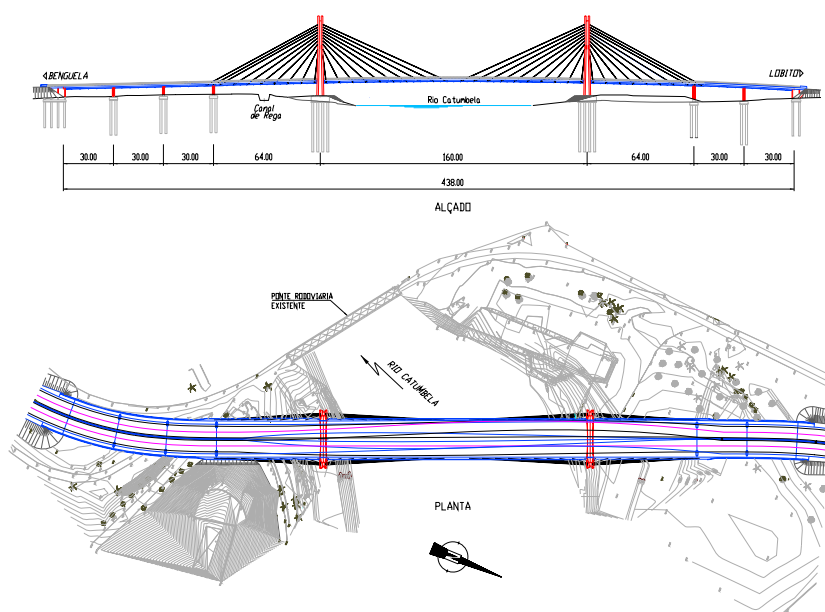 BENGUELA
LOBITO
Rio Catumbela
Canal
de Rega
30.00 30.00 30.00 64.00 160.00 64.00 30.00 30.00
438.00
ALÇADO
PONTE RODOVIÁRIA
EXISTENTE
RIO CATUMBELA
PLANTA